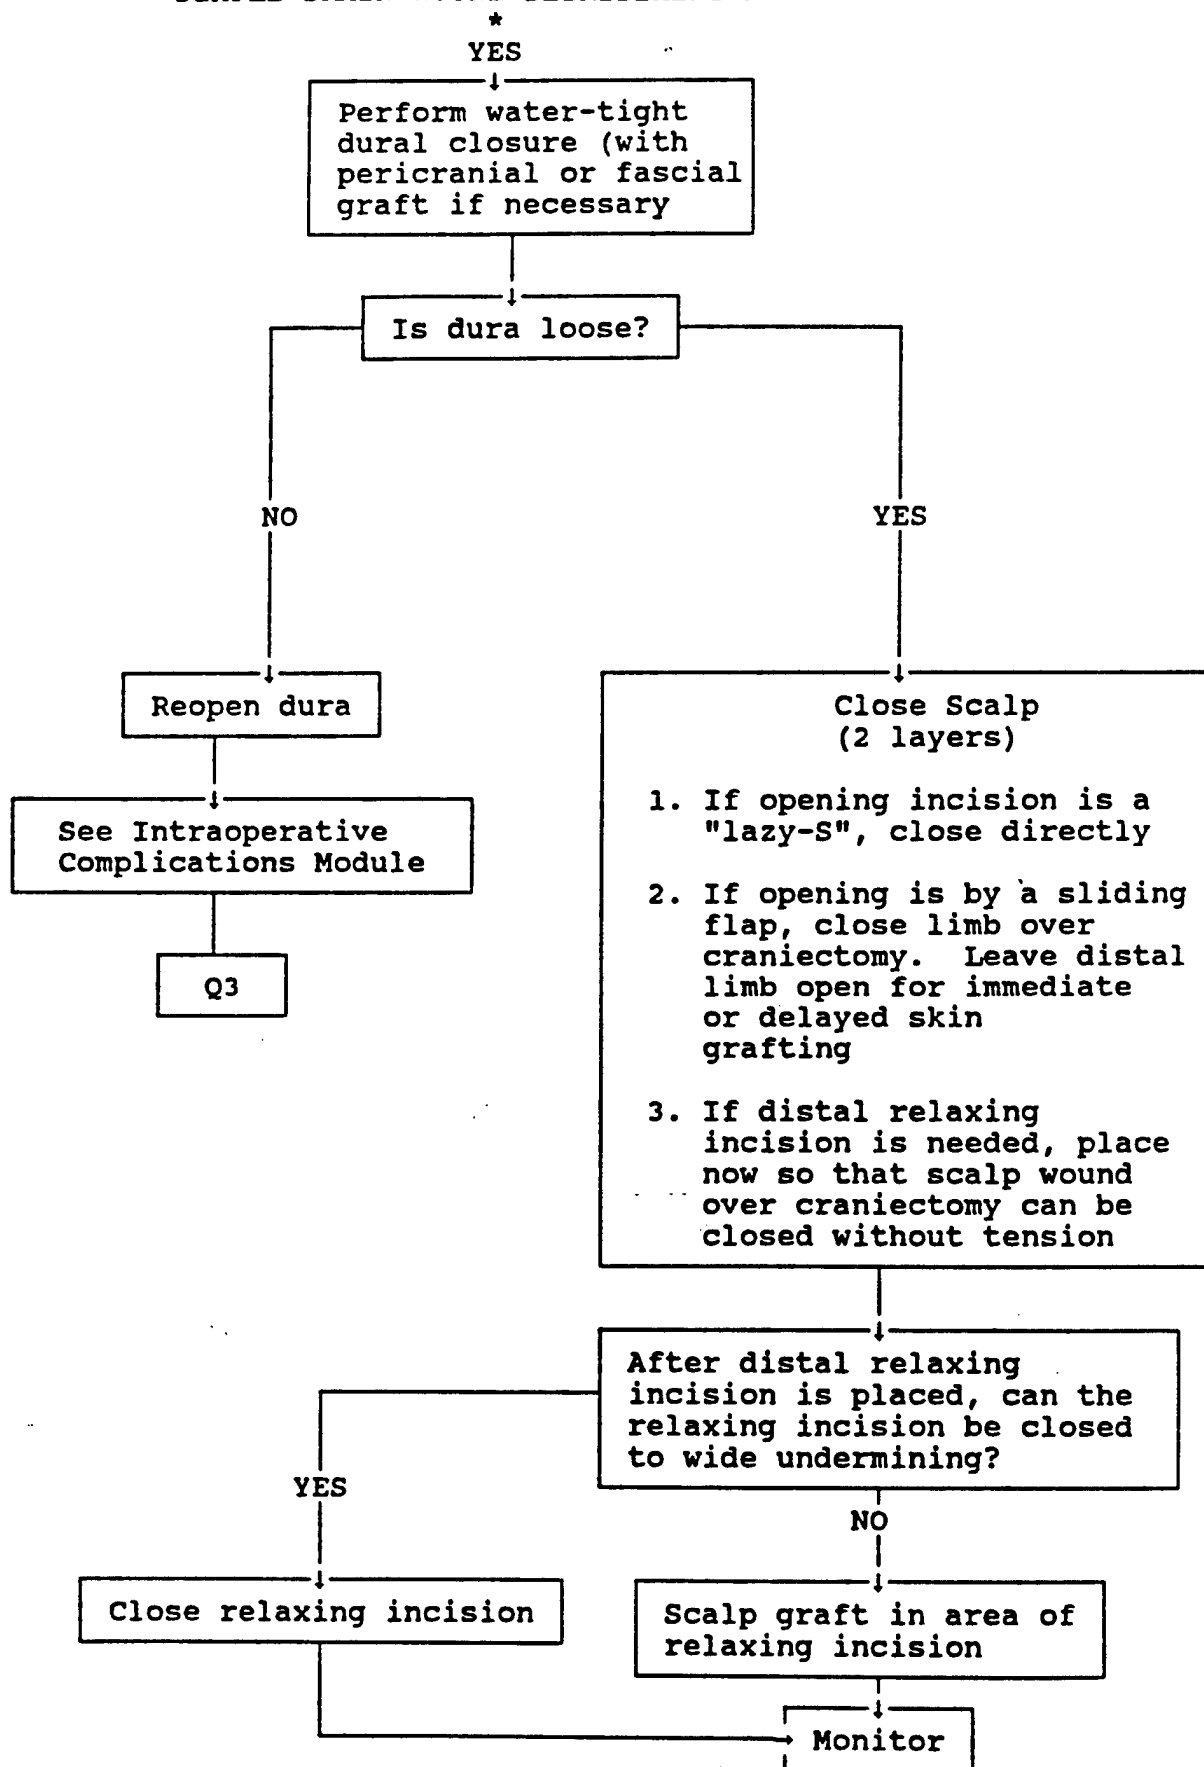 *
YES
Perform water-tight
dural closure (with
pericranial or fascial
graft if necessary
Is dura loose?
NO
YES
Reopen dura
See Intraoperative
Complications Module
Q3
Close Scalp
(2 layers)
1. If opening incision is a
"lazy-S", close directly
2. If opening is by a sliding
flap, close limb over
craniectomy. Leave distal
limb open for immediate
or delayed skin
grafting
3. If distal relaxing
incision is needed, place
now so that scalp wound
over craniectomy can be
closed without tension
After distal relaxing
incision is placed, can the
relaxing incision be closed
to wide undermining?
YES
NO
Close relaxing incision
Scalp graft in area of
relaxing incision
Monitor